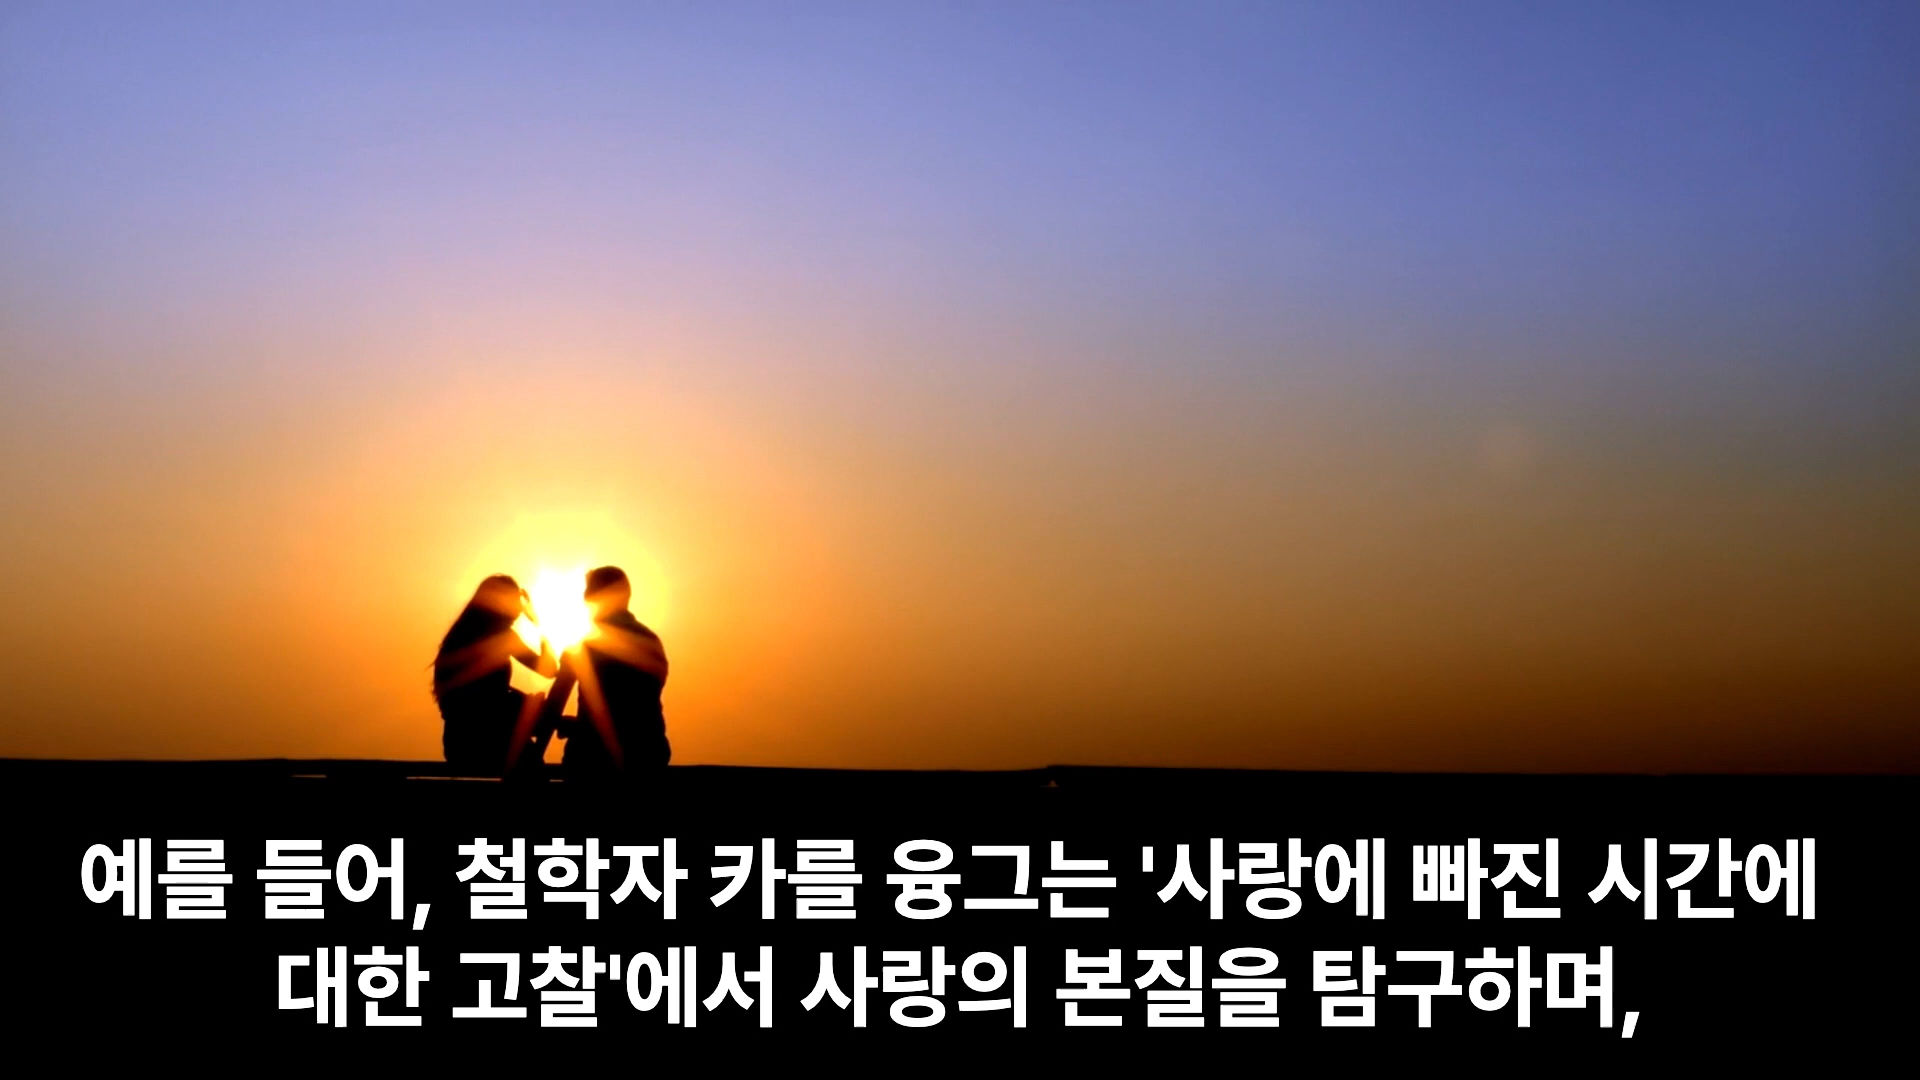 예를 들어, 철학자 카를 융그는 '사랑에 빠진 시간에
대한 고찰'에서 사랑의 본질을 탐구하며,